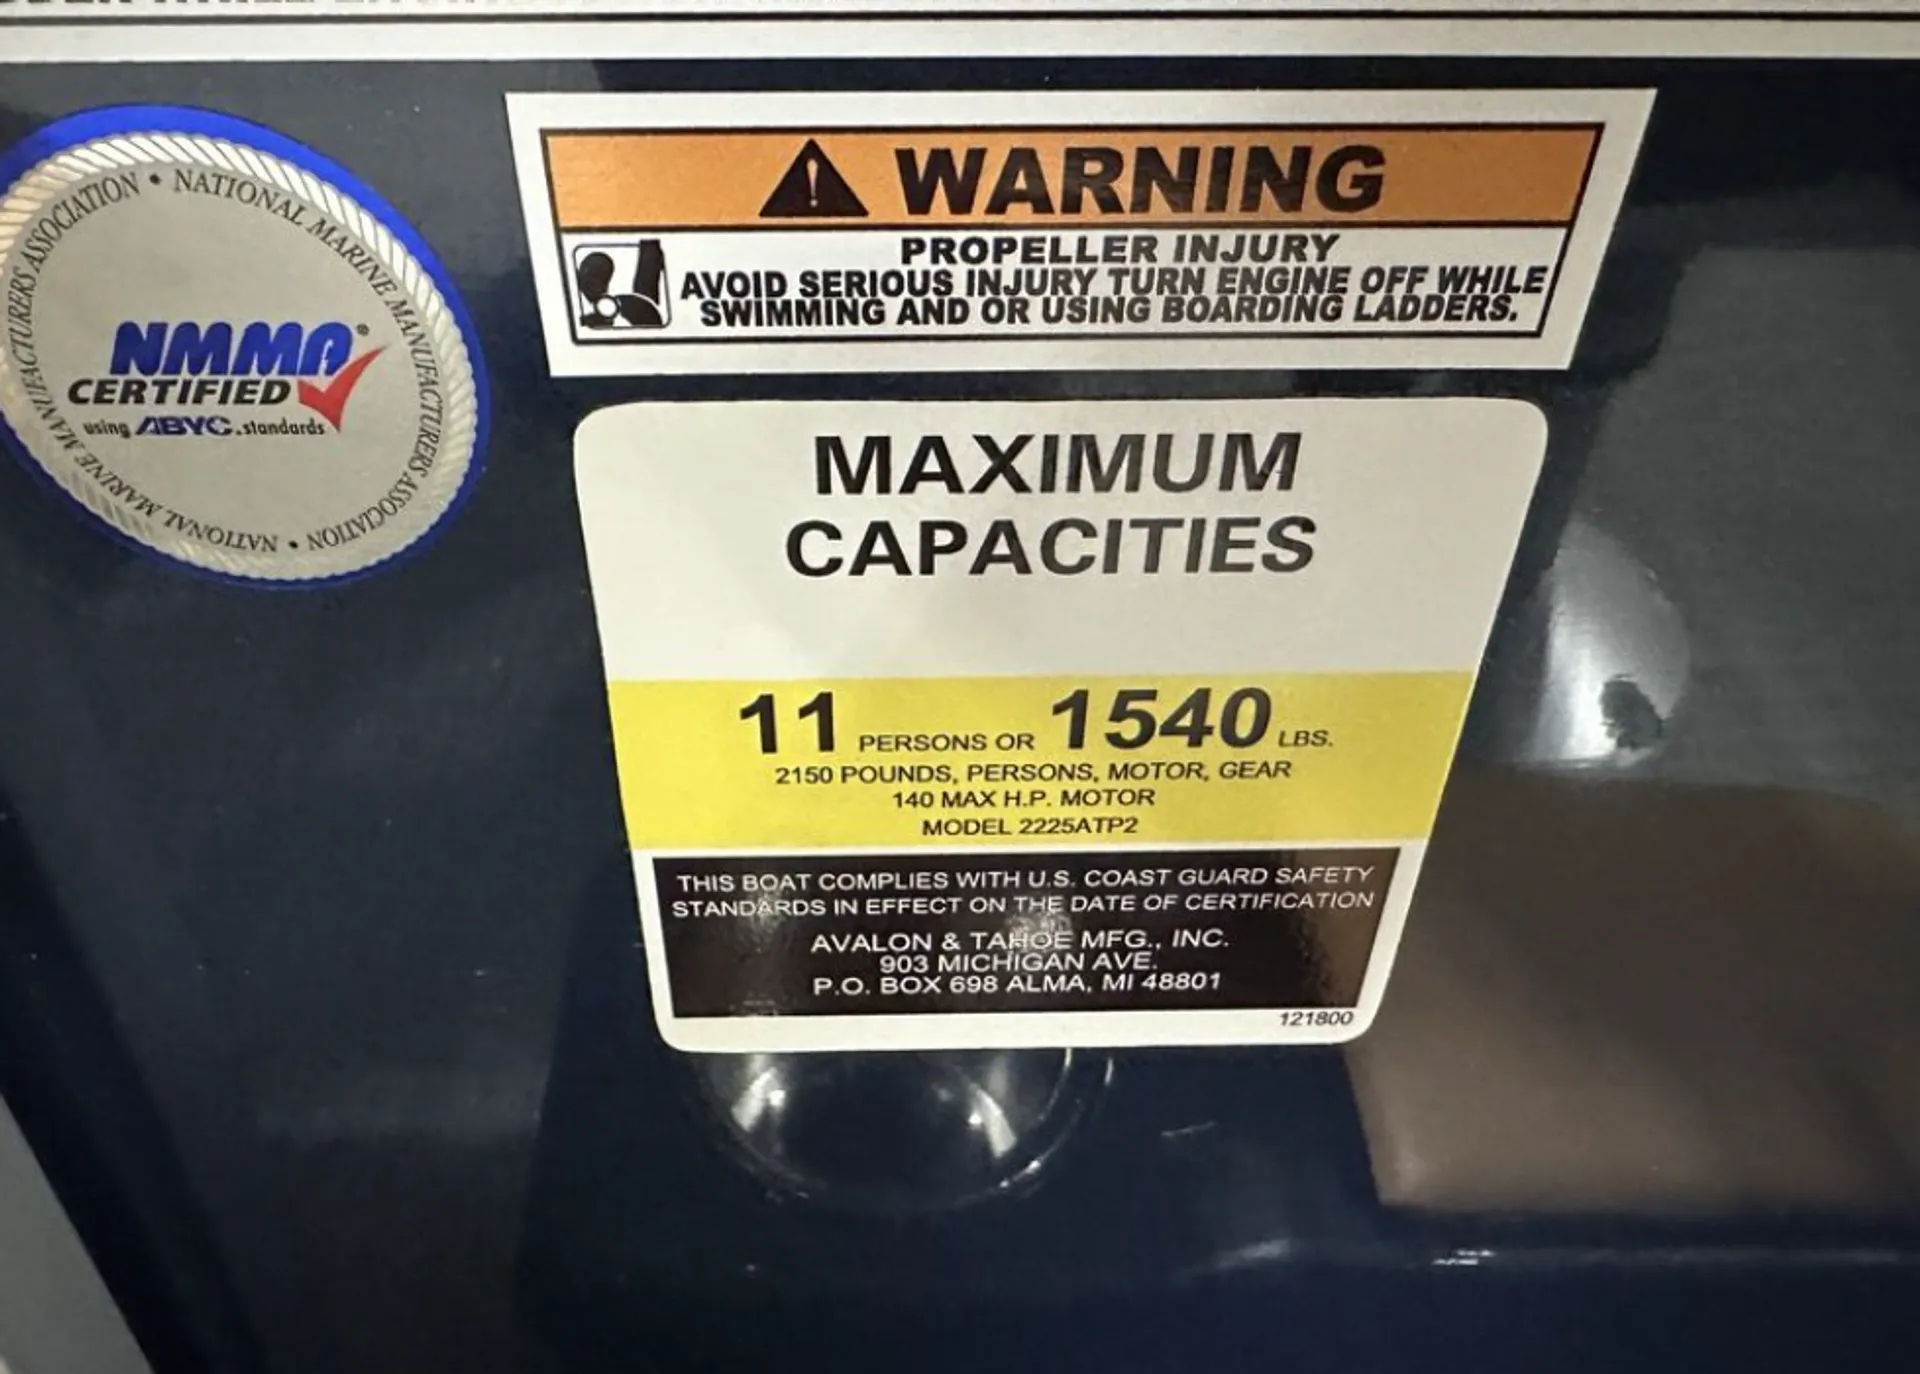 NATIONAL MARINE MANUFACTURERS ASSOCIATION • NATIONAL MARINE MANUFACTURERS ASSOCIATION •
NMMA®
CERTIFIED
using ABYC. standards
WARNING
PROPELLER INJURY
AVOID SERIOUS INJURY TURN ENGINE OFF WHILE
SWIMMING AND OR USING BOARDING LADDERS.
MAXIMUM
CAPACITIES
11 PERSONS OR 1540 LBS.
2150 POUNDS, PERSONS, MOTOR, GEAR
140 MAX H.P. MOTOR
MODEL 2225ATP2
THIS BOAT COMPLIES WITH U.S. COAST GUARD SAFETY
STANDARDS IN EFFECT ON THE DATE OF CERTIFICATION
AVALON & TAHOE MFG., INC.
903 MICHIGAN AVE.
P.O. BOX 698 ALMA, MI 48801
121800